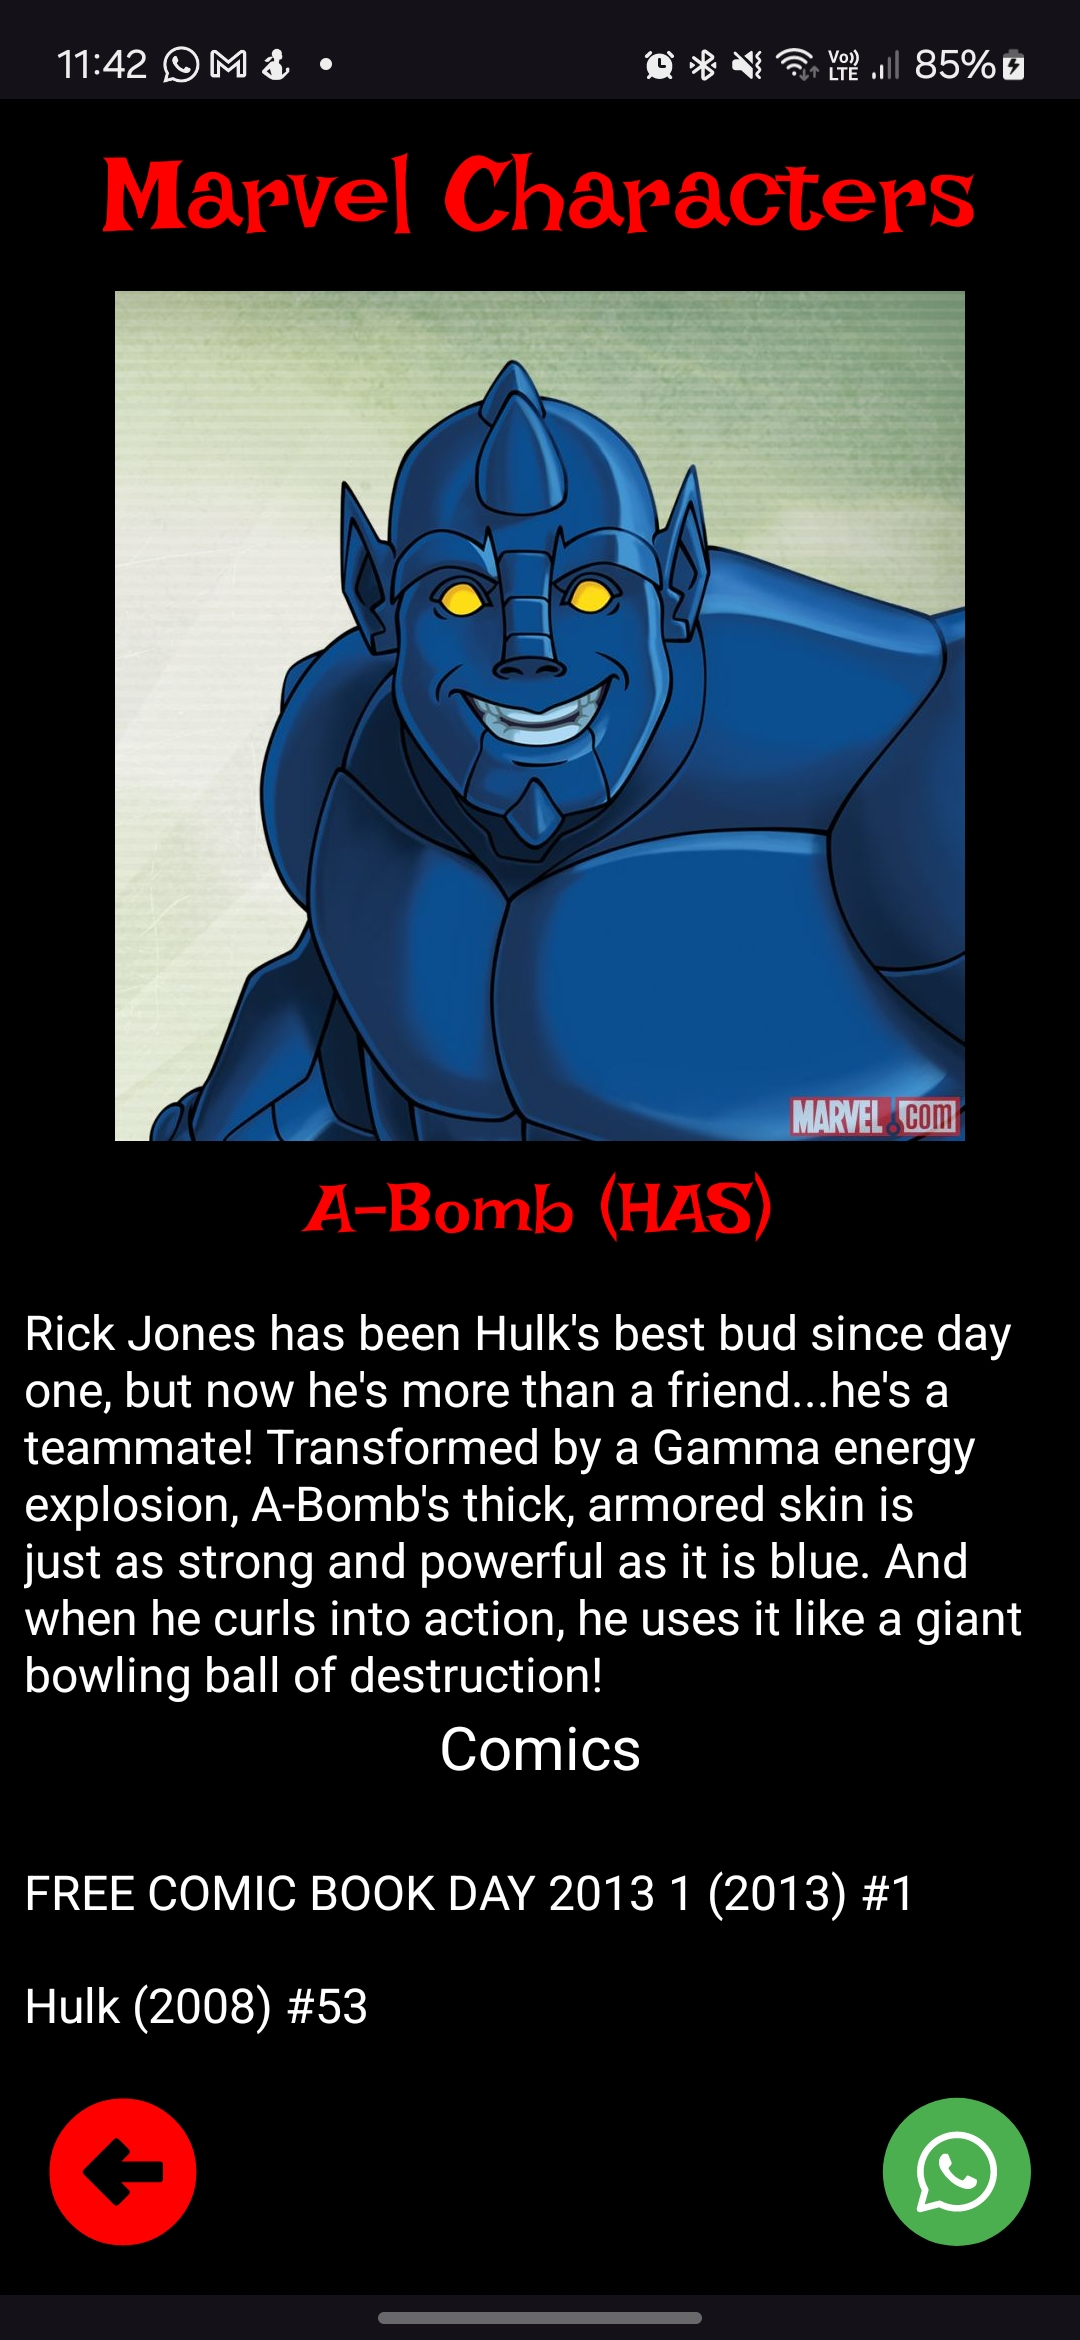 11:42
Vo))
LTE
85%
Marvel Characters
MARVEL.com
A-Bomb (HAS)
Rick Jones has been Hulk's best bud since day
one, but now he's more than a friend...he's a
teammate! Transformed by a Gamma energy
explosion, A-Bomb's thick, armored skin is
just as strong and powerful as it is blue. And
when he curls into action, he uses it like a giant
bowling ball of destruction!
Comics
FREE COMIC BOOK DAY 2013 1 (2013) #1
Hulk (2008) #53